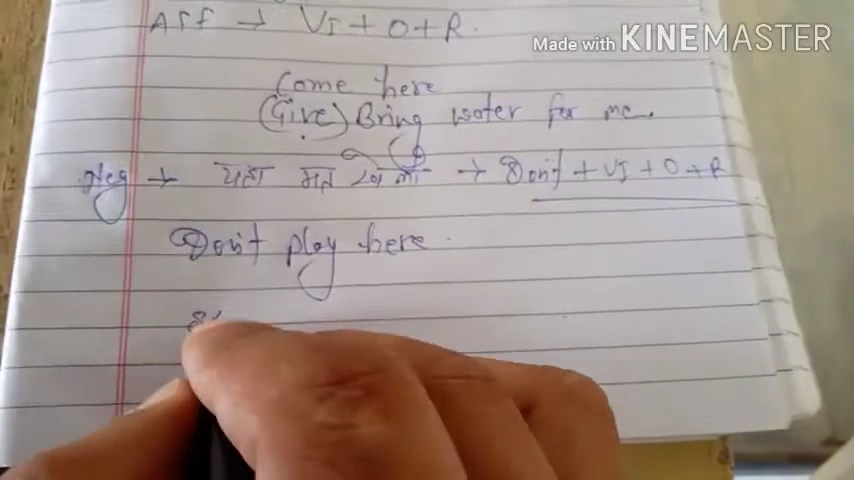 Aff → VI + O + R.
Made with KINEMASTER
Come here
(Give) Bring water for me.
Neg → यहा मत खेलो → Don't + VI + O + R
Don't play here.